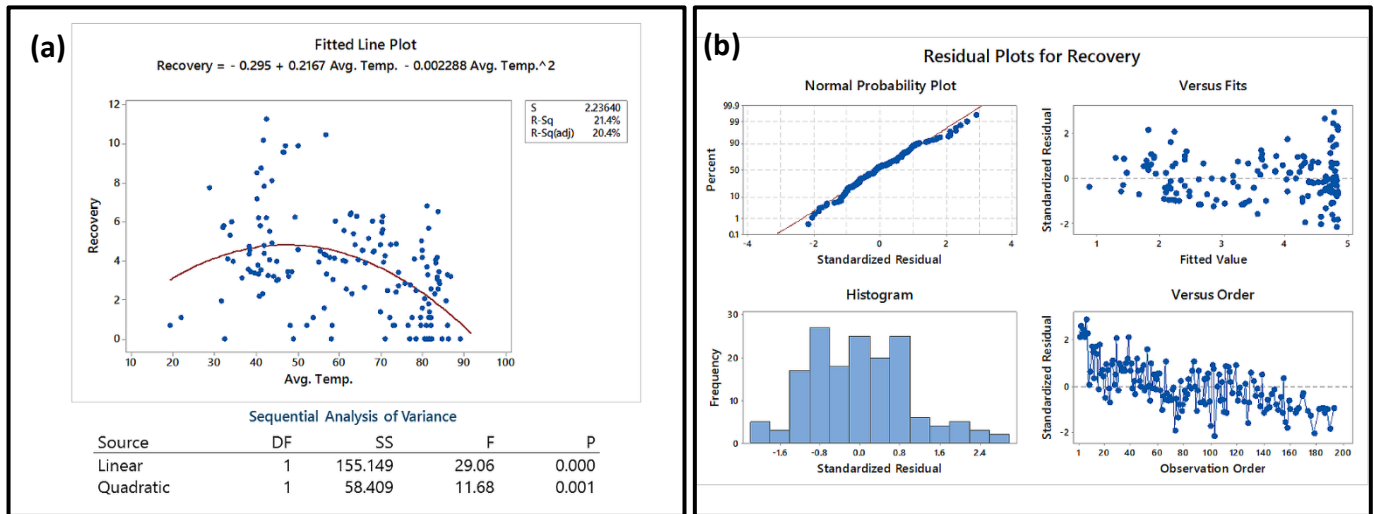 (a)
Fitted Line Plot
Recovery = - 0.295 + 0.2167 Avg. Temp. - 0.002288 Avg. Temp.^2
S 2.23640
R-Sq 21.4%
R-Sq(adj) 20.4%
12
10
8
6
4
2
0
Recovery
10 20 30 40 50 60 70 80 90 100
Avg. Temp.
Sequential Analysis of Variance
Source DF SS F P
Linear 1 155.149 29.06 0.000
Quadratic 1 58.409 11.68 0.001
(b)
Residual Plots for Recovery
Normal Probability Plot
99.9
99
90
50
10
1
0.1
Percent
-4 -2 0 2 4
Standardized Residual
Versus Fits
2
0
-2
Standardized Residual
1 2 3 4 5
Fitted Value
Histogram
30
20
10
0
Frequency
-1.6 -0.8 0.0 0.8 1.6 2.4
Standardized Residual
Versus Order
2
0
-2
Standardized Residual
1 20 40 60 80 100 120 140 160 180 200
Observation Order